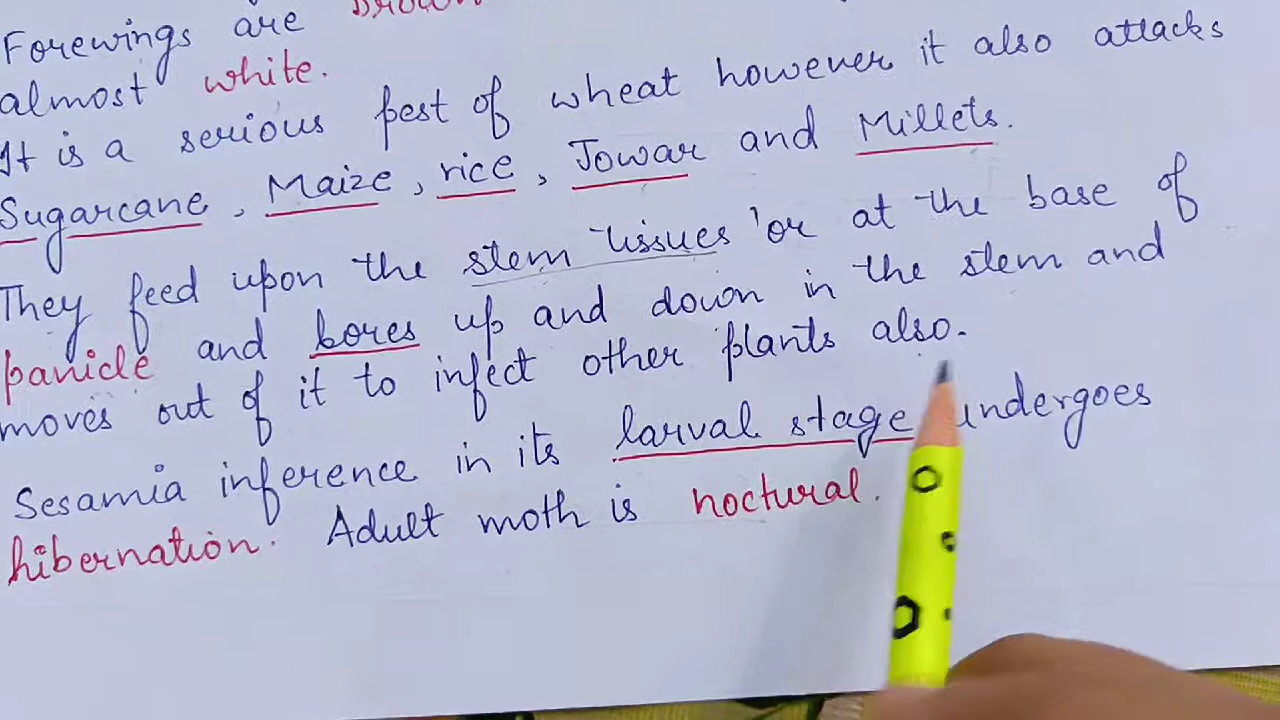 Forewings are brown
almost white.
It is a serious pest of wheat however it also attacks
Sugarcane, Maize, rice, Jowar and Millets.
They feed upon the stem tissues or at the base of
panicle and bores up and down in the stem and
moves out of it to infect other plants also.
Sesamia inference in its larval stage undergoes
hibernation. Adult moth is noctural.